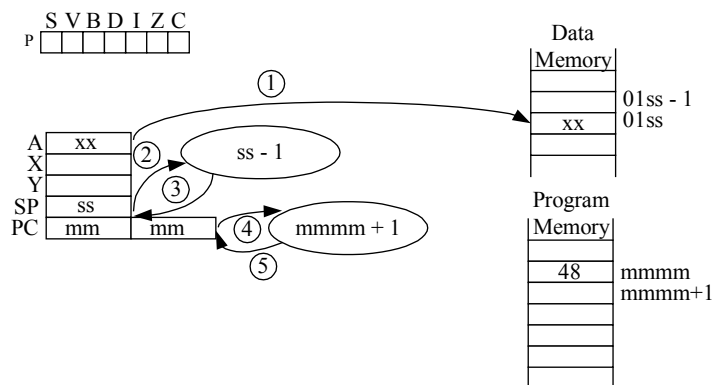 S V B D I Z C
P
Data
Memory
1
01ss - 1
xx
01ss
A
xx
2
ss - 1
X
Y
3
SP
ss
PC
mm
mm
4
mmmm + 1
5
Program
Memory
48
mmmm
mmmm+1